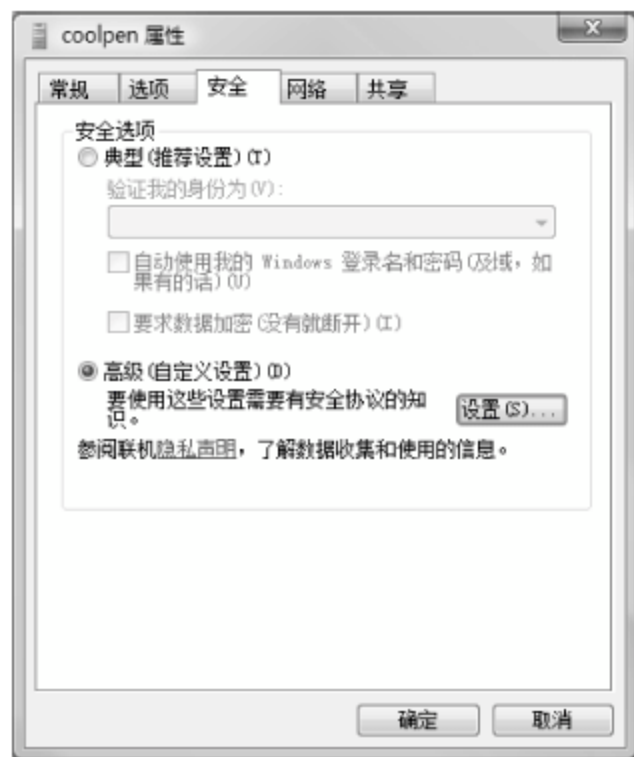 coolpen 属性
常规 选项 安全 网络 共享
安全选项
典型(推荐设置)(T)
验证我的身份为(V):
自动使用我的 Windows 登录名和密码(及域，如
果有的话)(U)
要求数据加密(没有就断开)(I)
高级(自定义设置)(D)
要使用这些设置需要有安全协议的知
识。
设置(S)...
参阅联机隐私声明，了解数据收集和使用的信息。
确定 取消